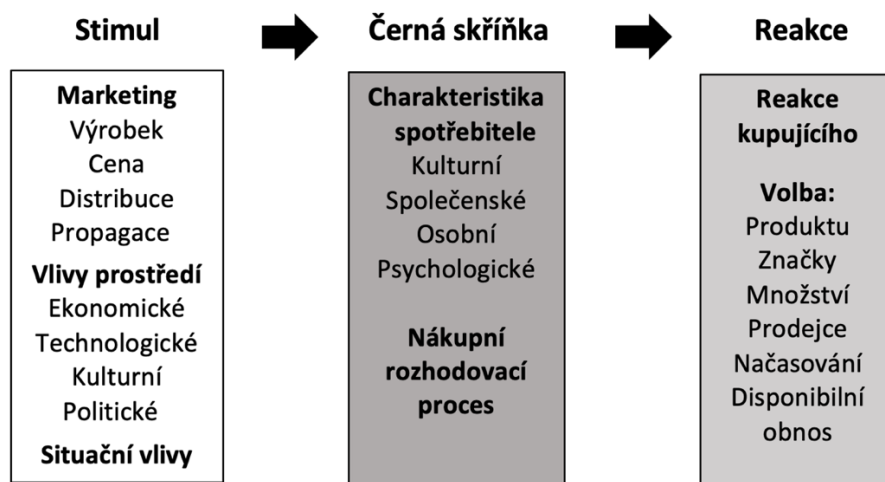 Stimul
Černá skříňka
Reakce
Marketing
Výrobek
Cena
Distribuce
Propagace
Vlivy prostředí
Ekonomické
Technologické
Kulturní
Politické
Situační vlivy
Charakteristika
spotřebitele
Kulturní
Společenské
Osobní
Psychologické
Nákupní
rozhodovací
proces
Reakce
kupujícího
Volba:
Produktu
Značky
Množství
Prodejce
Načasování
Disponibilní
obnos